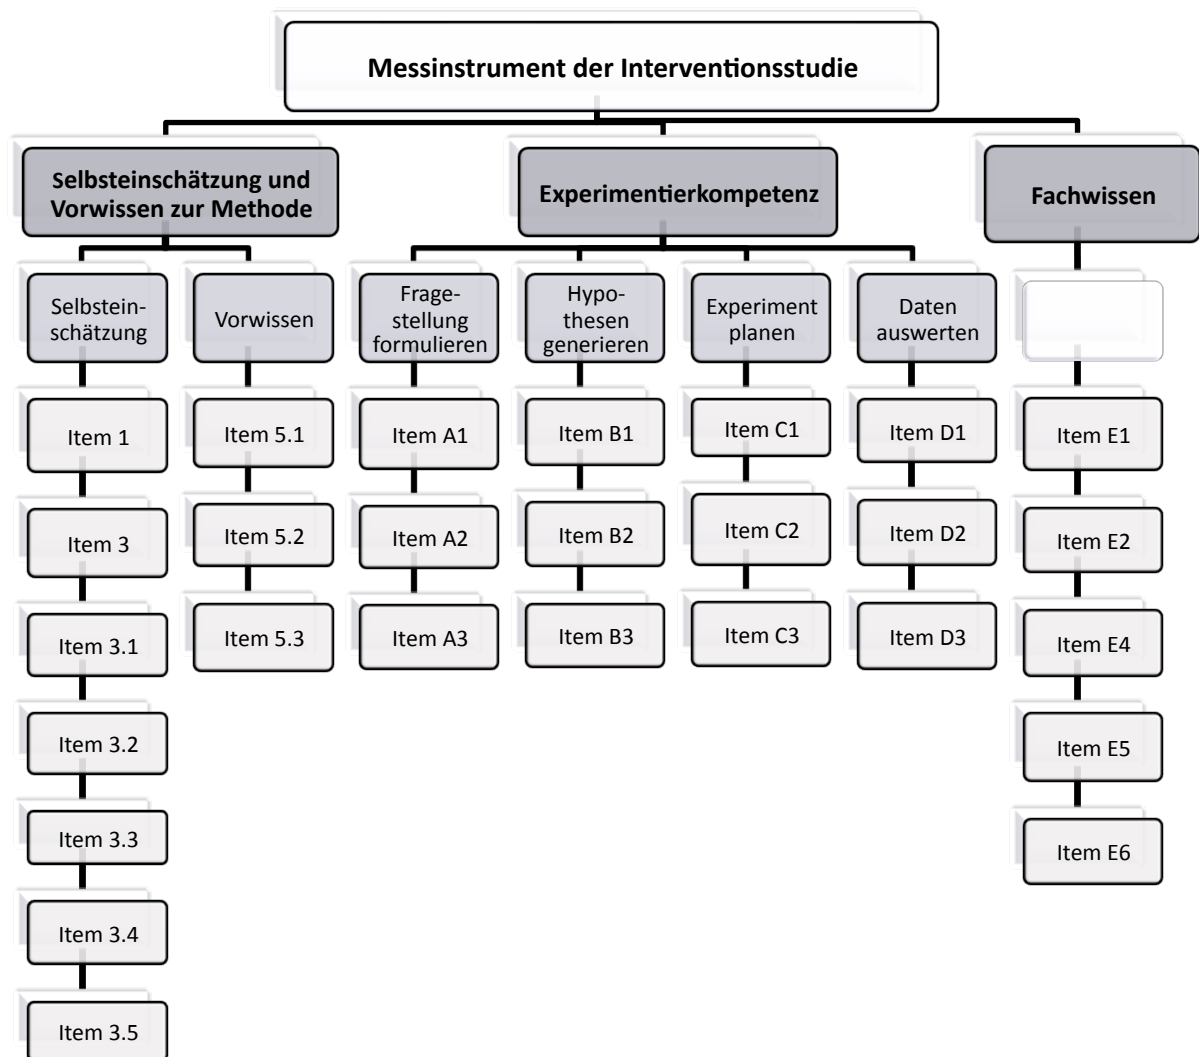 Messinstrument der Interventionsstudie
Selbsteinschätzung und
Vorwissen zur Methode
Experimentierkompetenz
Fachwissen
Selbstein-
schätzung
Vorwissen
Frage-
stellung
formulieren
Hypo-
thesen
generieren
Experiment
planen
Daten
auswerten
Item 1
Item 5.1
Item A1
Item B1
Item C1
Item D1
Item E1
Item 3
Item 5.2
Item A2
Item B2
Item C2
Item D2
Item E2
Item 3.1
Item 5.3
Item A3
Item B3
Item C3
Item D3
Item E4
Item 3.2
Item E5
Item 3.3
Item E6
Item 3.4
Item 3.5